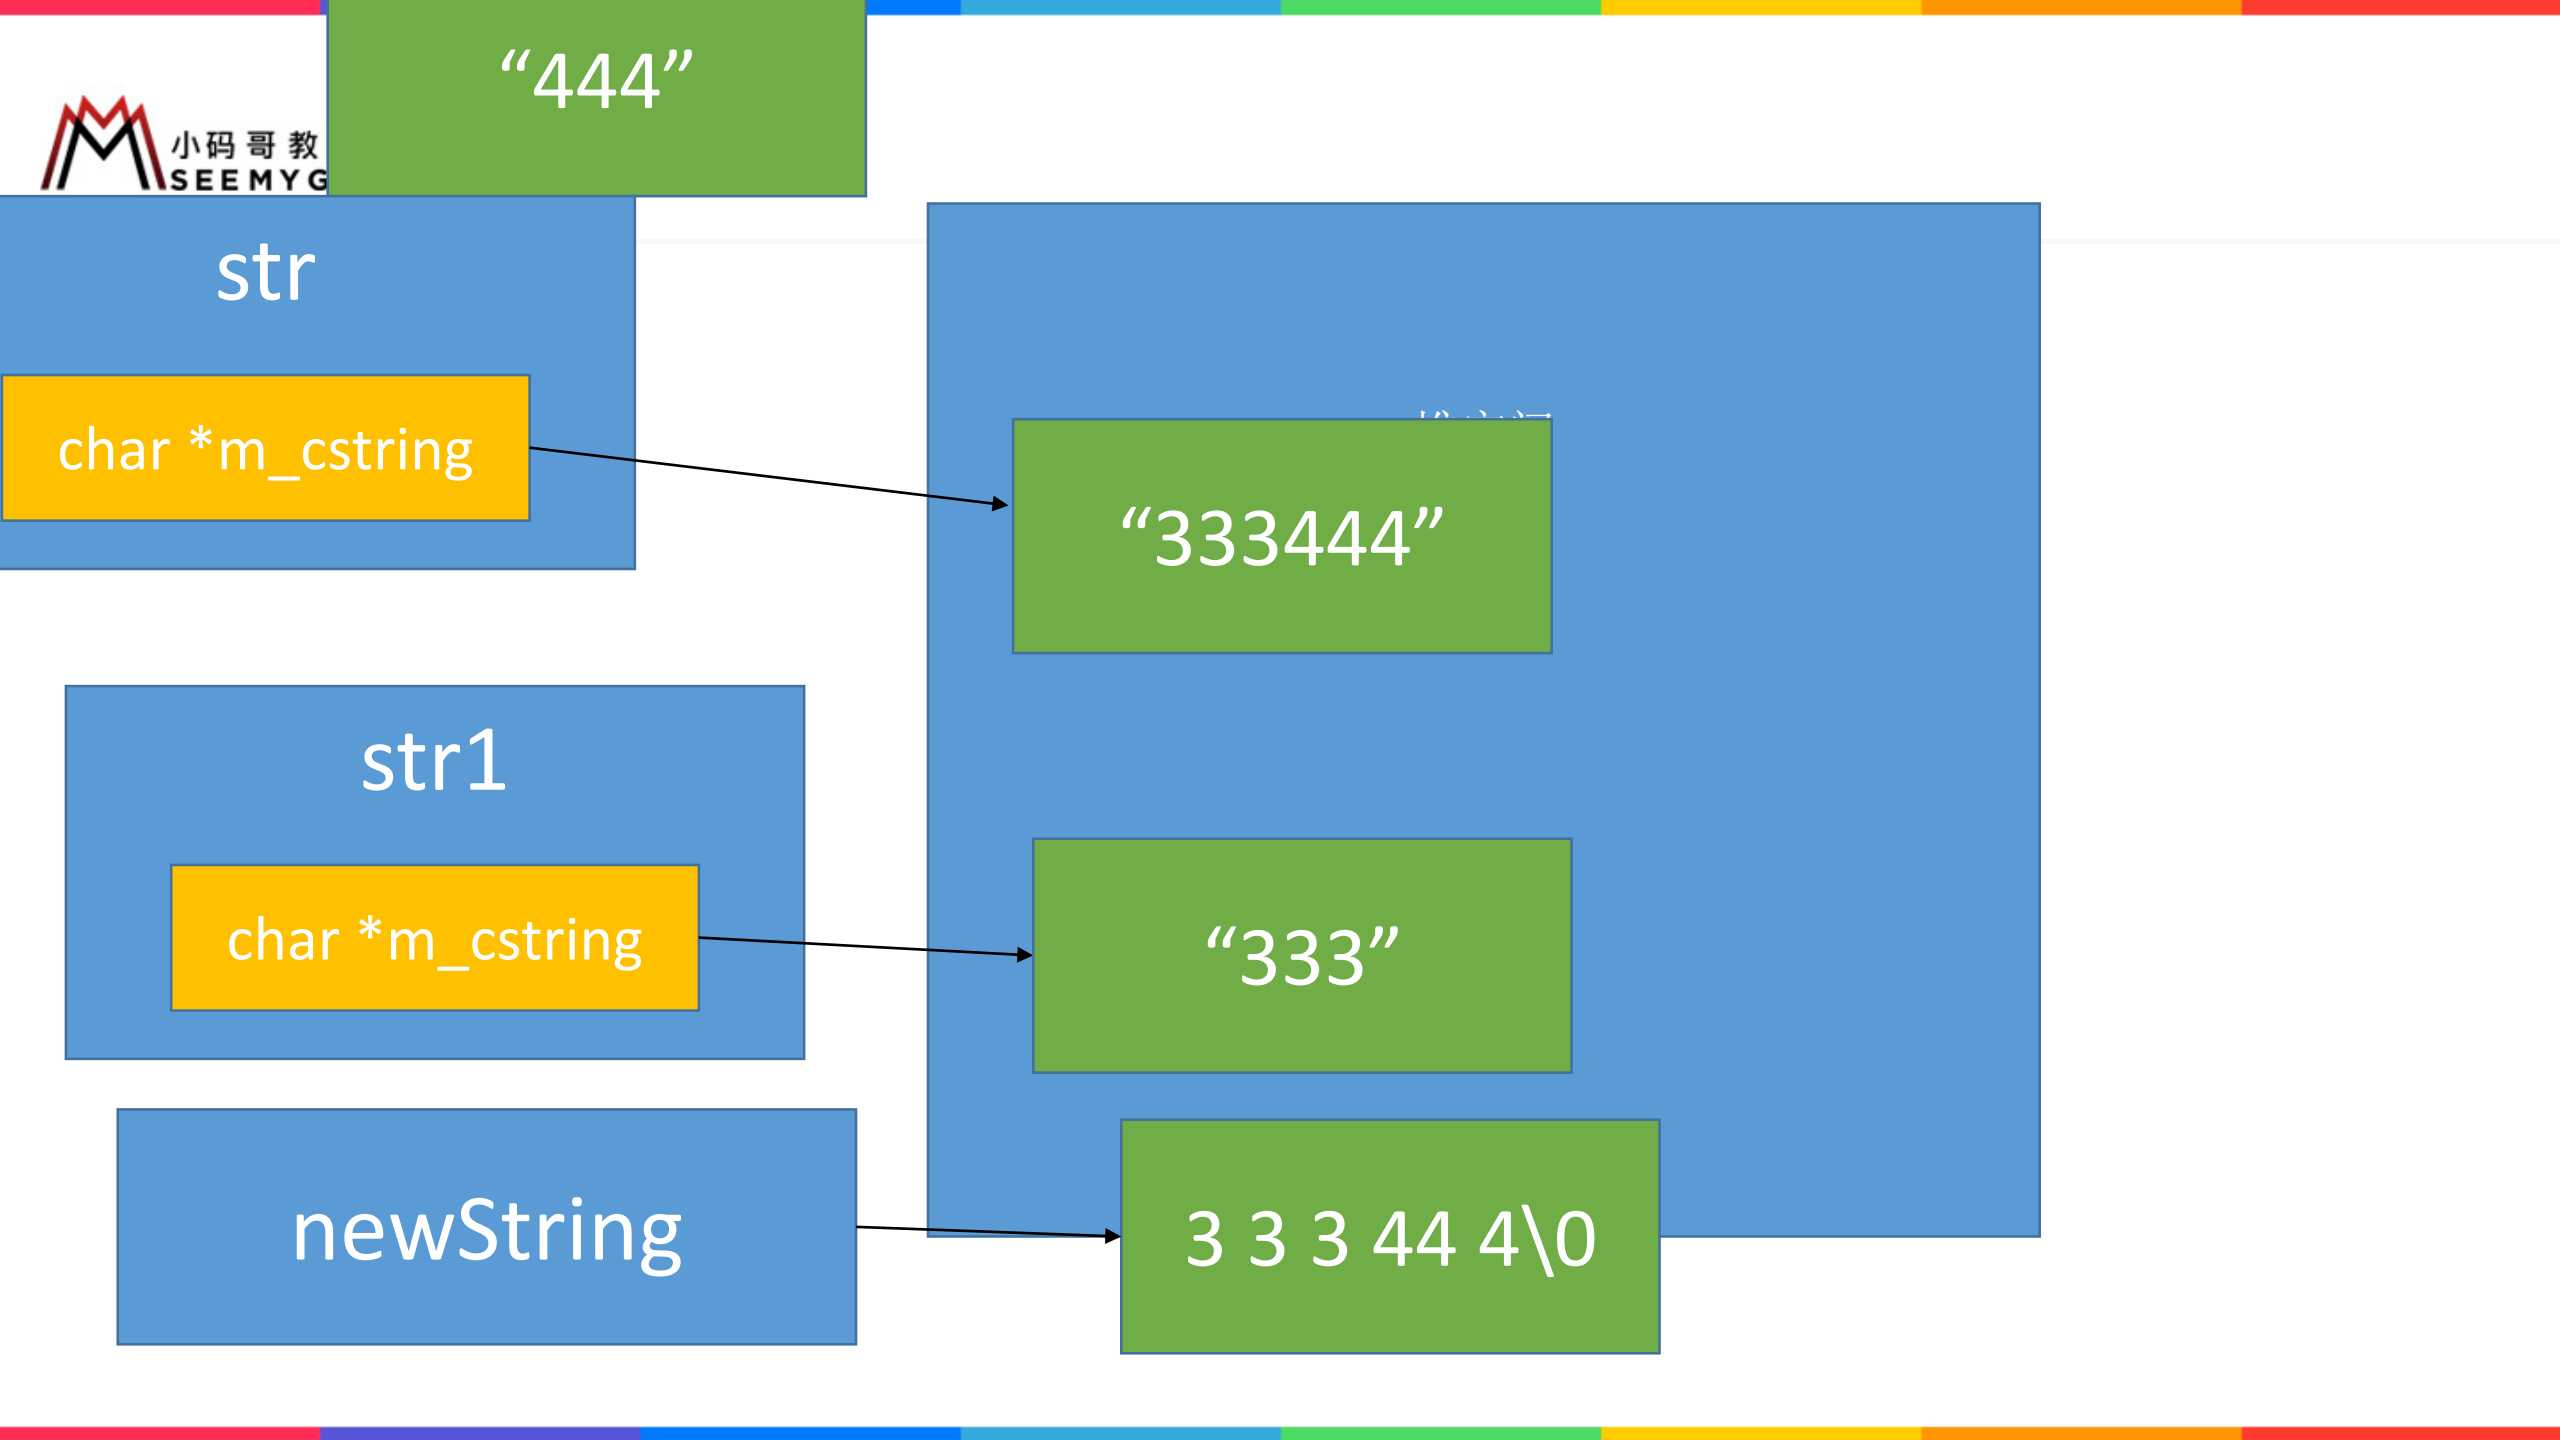 “444”
小码哥教
SEEMYG
str
char *m_cstring
“333444”
str1
char *m_cstring
“333”
newString
3 3 3 44 4\0